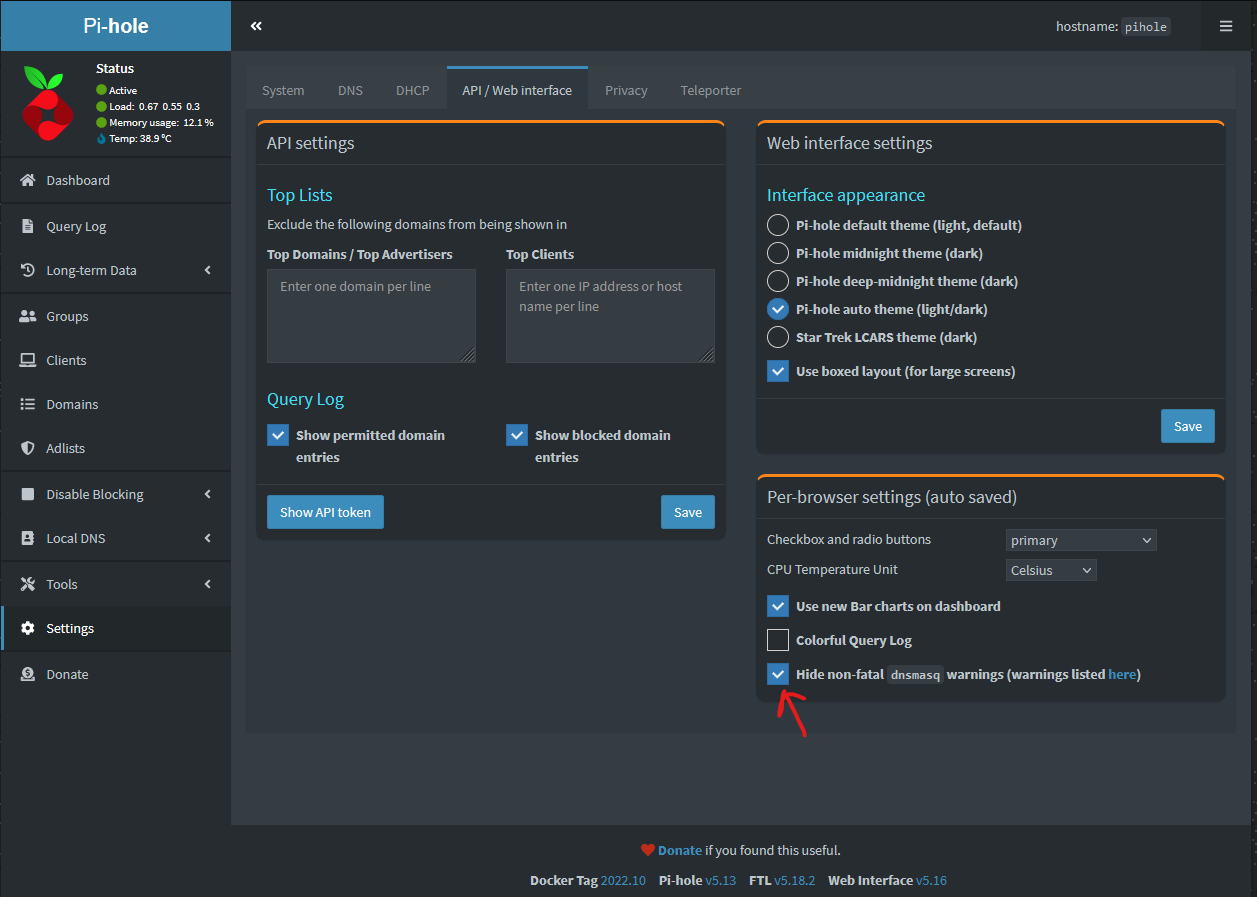 Pi-hole
hostname: pihole
Status
Active
Load: 0.67 0.55 0.3
Memory usage: 12.1 %
Temp: 38.9 °C
Dashboard
Query Log
Long-term Data
Groups
Clients
Domains
Adlists
Disable Blocking
Local DNS
Tools
Settings
Donate
System DNS DHCP API / Web interface Privacy Teleporter
API settings
Top Lists
Exclude the following domains from being shown in
Top Domains / Top Advertisers
Enter one domain per line
Top Clients
Enter one IP address or host
name per line
Query Log
Show permitted domain
entries
Show blocked domain
entries
Show API token
Save
Web interface settings
Interface appearance
Pi-hole default theme (light, default)
Pi-hole midnight theme (dark)
Pi-hole deep-midnight theme (dark)
Pi-hole auto theme (light/dark)
Star Trek LCARS theme (dark)
Use boxed layout (for large screens)
Save
Per-browser settings (auto saved)
Checkbox and radio buttons primary
CPU Temperature Unit Celsius
Use new Bar charts on dashboard
Colorful Query Log
Hide non-fatal dnsmasq warnings (warnings listed here)
Donate if you found this useful.
Docker Tag 2022.10 Pi-hole v5.13 FTL v5.18.2 Web Interface v5.16